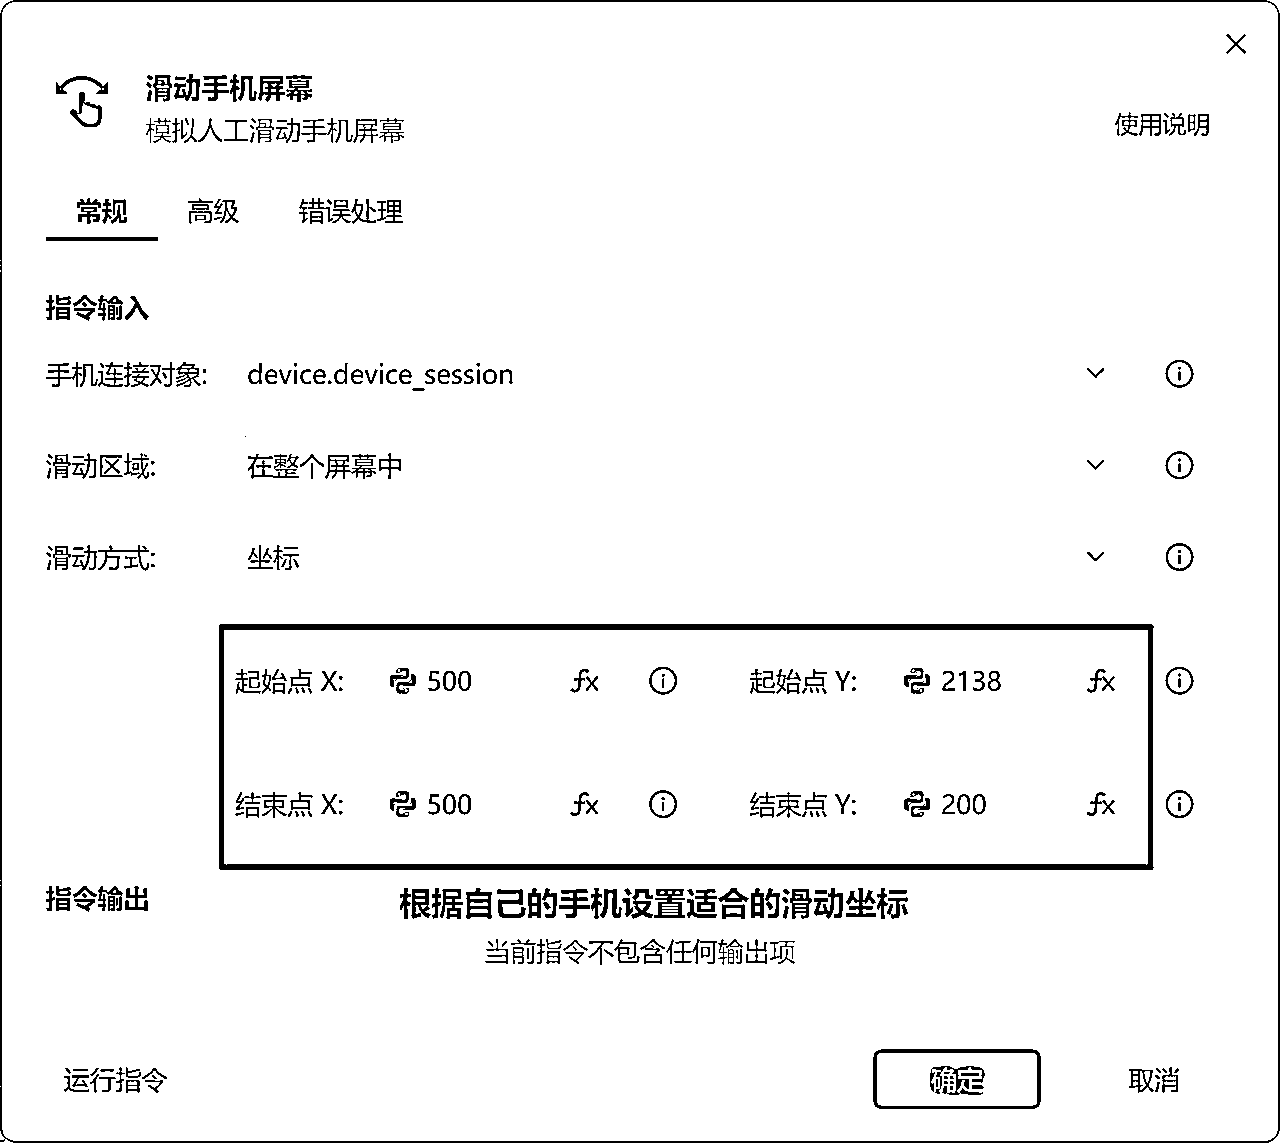 滑动手机屏幕
模拟人工滑动手机屏幕
使用说明
常规 高级 错误处理
指令输入
手机连接对象: device.device_session
滑动区域: 在整个屏幕中
滑动方式: 坐标
起始点 X: 500 fx 起始点 Y: 2138 fx
结束点 X: 500 fx 结束点 Y: 200 fx
指令输出
根据自己的手机设置适合的滑动坐标
当前指令不包含任何输出项
运行指令 确定 取消